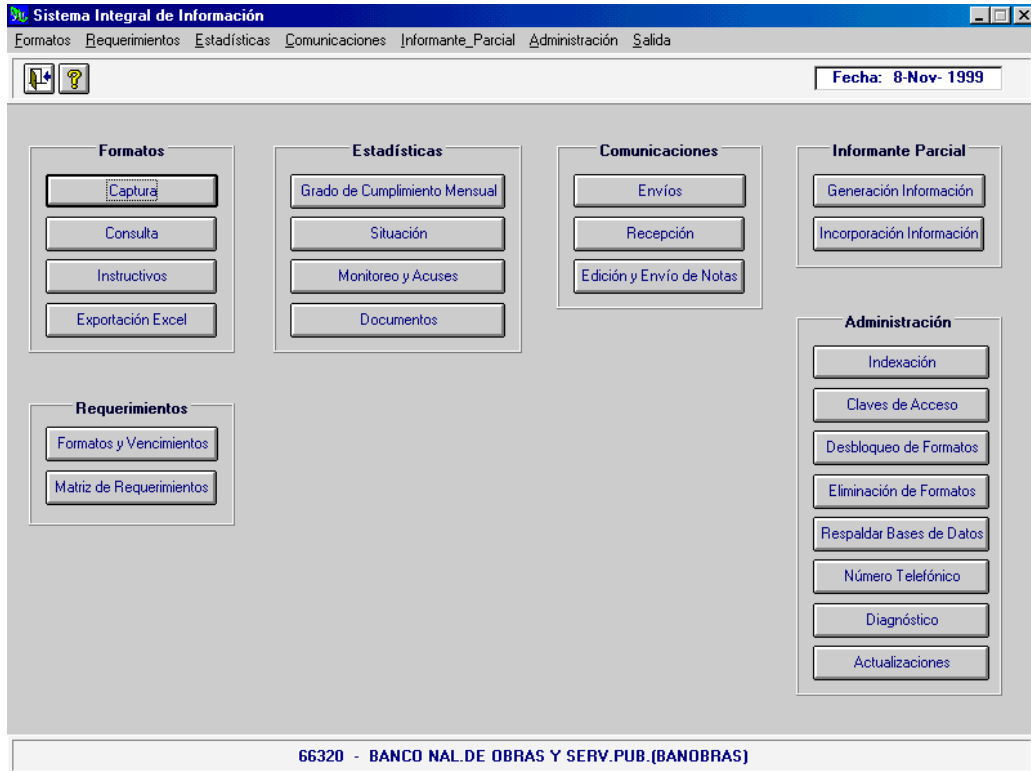 Sistema Integral de Información
Formatos Requerimientos Estadísticas Comunicaciones Informante_Parcial Administración Salida
Fecha: 8-Nov- 1999
Formatos
Captura
Consulta
Instructivos
Exportación Excel
Estadísticas
Grado de Cumplimiento Mensual
Situación
Monitoreo y Acuses
Documentos
Comunicaciones
Envíos
Recepción
Edición y Envío de Notas
Informante Parcial
Generación Información
Incorporación Información
Requerimientos
Formatos y Vencimientos
Matriz de Requerimientos
Administración
Indexación
Claves de Acceso
Desbloqueo de Formatos
Eliminación de Formatos
Respaldar Bases de Datos
Número Telefónico
Diagnóstico
Actualizaciones
66320 - BANCO NAL.DE OBRAS Y SERV.PUB.(BANOBRAS)